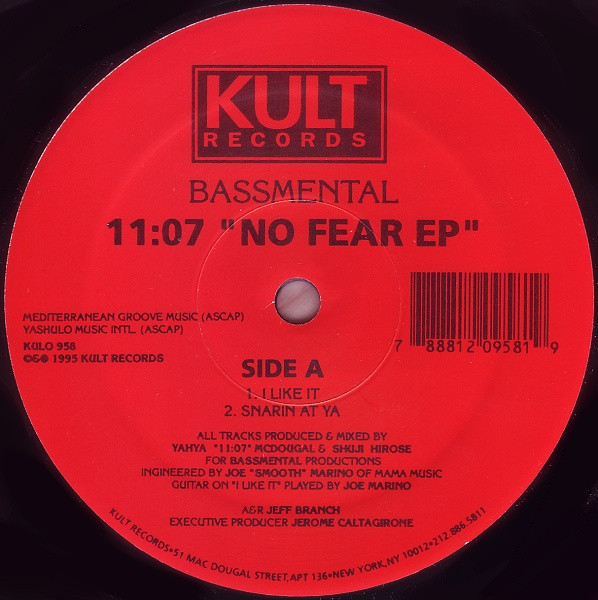 KULT
RECORDS
BASSMENTAL
11:07 "NO FEAR EP"
MEDITERRANEAN GROOVE MUSIC (ASCAP)
YASHULO MUSIC INTL. (ASCAP)
KULO 958
©&℗ 1995 KULT RECORDS
7 88812 09581 9
SIDE A
1. I LIKE IT
2. SNARIN AT YA
ALL TRACKS PRODUCED & MIXED BY
YAHYA "11:07" MCDOUGAL & SHUJI HIROSE
FOR BASSMENTAL PRODUCTIONS
INGINEERED BY JOE "SMOOTH" MARINO OF MAMA MUSIC
GUITAR ON "I LIKE IT" PLAYED BY JOE MARINO
A&R JEFF BRANCH
EXECUTIVE PRODUCER JEROME CALTAGIRONE
KULT RECORDS•51 MAC DOUGAL STREET,APT 136•NEW YORK,NY 10012•212.886.5811